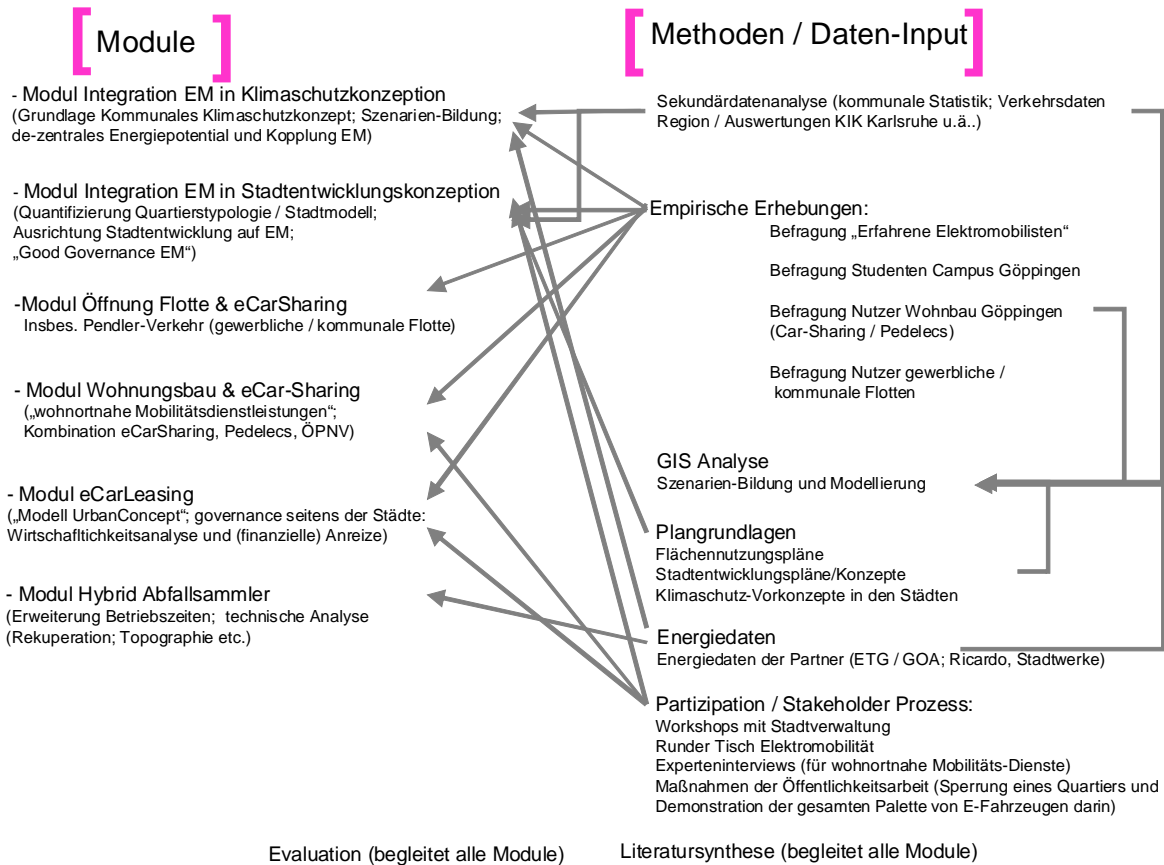 Module
- Modul Integration EM in Klimaschutzkonzeption
(Grundlage Kommunales Klimaschutzkonzept; Szenarien-Bildung;
de-zentrales Energiepotential und Kopplung EM)
- Modul Integration EM in Stadtentwicklungskonzeption
(Quantifizierung Quartierstypologie / Stadtmodell;
Ausrichtung Stadtentwicklung auf EM;
„Good Governance EM“)
-Modul Öffnung Flotte & eCarSharing
Insbes. Pendler-Verkehr (gewerbliche / kommunale Flotte)
- Modul Wohnungsbau & eCar-Sharing
(„wohnortnahe Mobilitätsdienstleistungen“;
Kombination eCarSharing, Pedelecs, ÖPNV)
- Modul eCarLeasing
(„Modell UrbanConcept“; governance seitens der Städte:
Wirtschafltichkeitsanalyse und (finanzielle) Anreize)
- Modul Hybrid Abfallsammler
(Erweiterung Betriebszeiten; technische Analyse
(Rekuperation; Topographie etc.)
Methoden / Daten-Input
Sekundärdatenanalyse (kommunale Statistik; Verkehrsdaten
Region / Auswertungen KIK Karlsruhe u.ä..)
Empirische Erhebungen:
Befragung „Erfahrene Elektromobilisten“
Befragung Studenten Campus Göppingen
Befragung Nutzer Wohnbau Göppingen
(Car-Sharing / Pedelecs)
Befragung Nutzer gewerbliche /
kommunale Flotten
GIS Analyse
Szenarien-Bildung und Modellierung
Plangrundlagen
Flächennutzungspläne
Stadtentwicklungspläne/Konzepte
Klimaschutz-Vorkonzepte in den Städten
Energiedaten
Energiedaten der Partner (ETG / GOA; Ricardo, Stadtwerke)
Partizipation / Stakeholder Prozess:
Workshops mit Stadtverwaltung
Runder Tisch Elektromobilität
Experteninterviews (für wohnortnahe Mobilitäts-Dienste)
Maßnahmen der Öffentlichkeitsarbeit (Sperrung eines Quartiers und
Demonstration der gesamten Palette von E-Fahrzeugen darin)
Evaluation (begleitet alle Module)
Literatursynthese (begleitet alle Module)